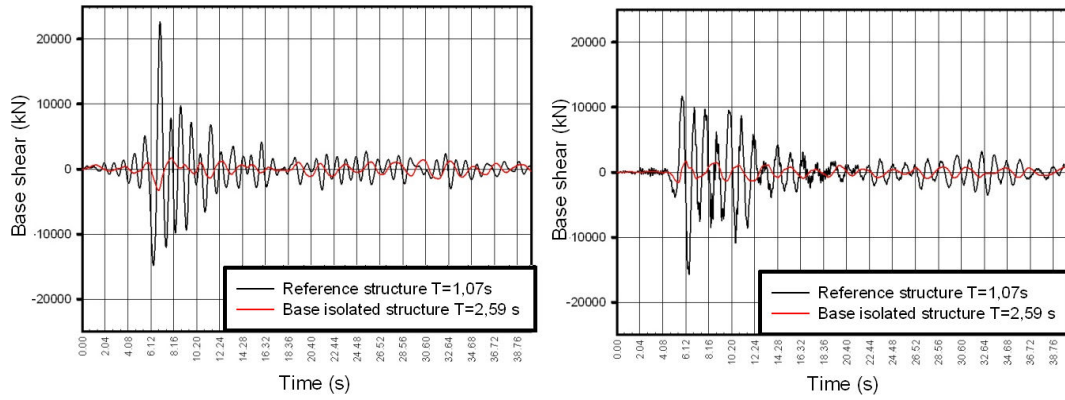 20000
10000
0
-10000
-20000
Base shear (kN)
Reference structure T=1,07s
Base isolated structure T=2,59 s
0.00 2.04 4.08 6.12 8.16 10.20 12.24 14.28 16.32 18.36 20.40 22.44 24.48 26.52 28.56 30.60 32.64 34.68 36.72 38.76
Time (s)
20000
10000
0
-10000
-20000
Base shear (kN)
Reference structure T=1,07s
Base isolated structure T=2,59 s
0.00 2.04 4.08 6.12 8.16 10.20 12.24 14.28 16.32 18.36 20.40 22.44 24.48 26.52 28.56 30.60 32.64 34.68 36.72 38.76
Time (s)